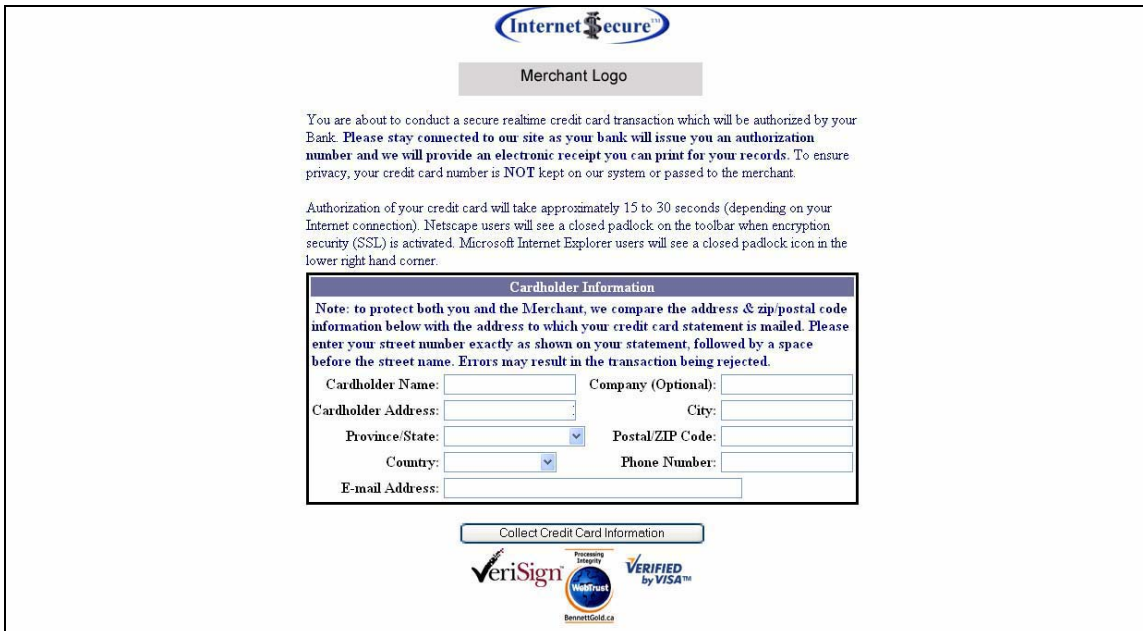 Internet Secure™
Merchant Logo
You are about to conduct a secure realtime credit card transaction which will be authorized by your
Bank. Please stay connected to our site as your bank will issue you an authorization
number and we will provide an electronic receipt you can print for your records. To ensure
privacy, your credit card number is NOT kept on our system or passed to the merchant.
Authorization of your credit card will take approximately 15 to 30 seconds (depending on your
Internet connection). Netscape users will see a closed padlock on the toolbar when encryption
security (SSL) is activated. Microsoft Internet Explorer users will see a closed padlock icon in the
lower right hand corner.
Cardholder Information
Note: to protect both you and the Merchant, we compare the address & zip/postal code
information below with the address to which your credit card statement is mailed. Please
enter your street number exactly as shown on your statement, followed by a space
before the street name. Errors may result in the transaction being rejected.
Cardholder Name: Company (Optional):
Cardholder Address: City:
Province/State: Postal/ZIP Code:
Country: Phone Number:
E-mail Address:
Collect Credit Card Information
VeriSign
Processing
Integrity
WebTrust
BennettGold.ca
VERIFIED
by VISA™